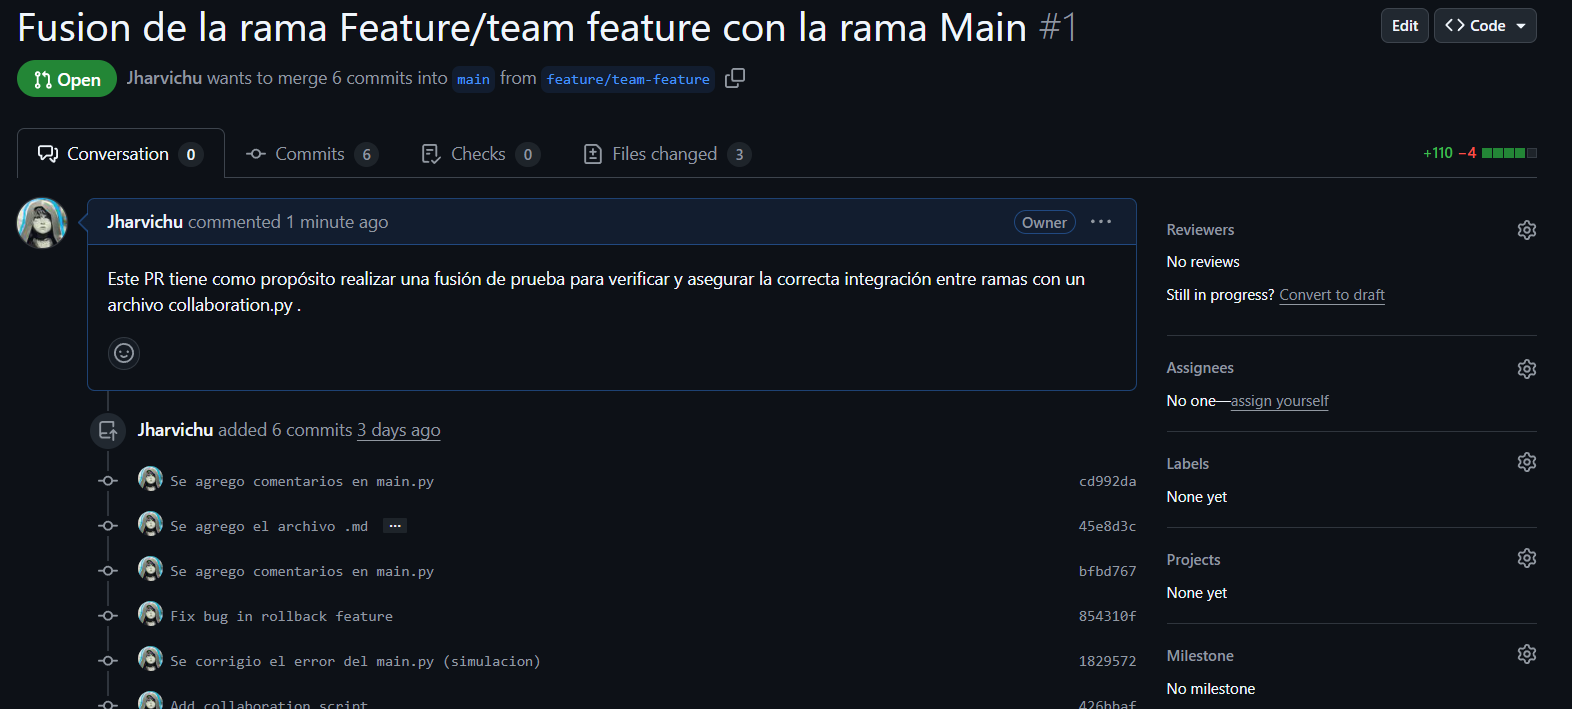 Fusion de la rama Feature/team feature con la rama Main #1
Edit
Code
Open
Jharvichu wants to merge 6 commits into main from feature/team-feature
Conversation 0
Commits 6
Checks 0
Files changed 3
+110 −4
Jharvichu commented 1 minute ago
Owner
Este PR tiene como propósito realizar una fusión de prueba para verificar y asegurar la correcta integración entre ramas con un
archivo collaboration.py .
Jharvichu added 6 commits 3 days ago
Se agrego comentarios en main.py cd992da
Se agrego el archivo .md ... 45e8d3c
Se agrego comentarios en main.py bfbd767
Fix bug in rollback feature 854310f
Se corrigio el error del main.py (simulacion) 1829572
Add collaboration script 426bbaf
Reviewers
No reviews
Still in progress? Convert to draft
Assignees
No one—assign yourself
Labels
None yet
Projects
None yet
Milestone
No milestone